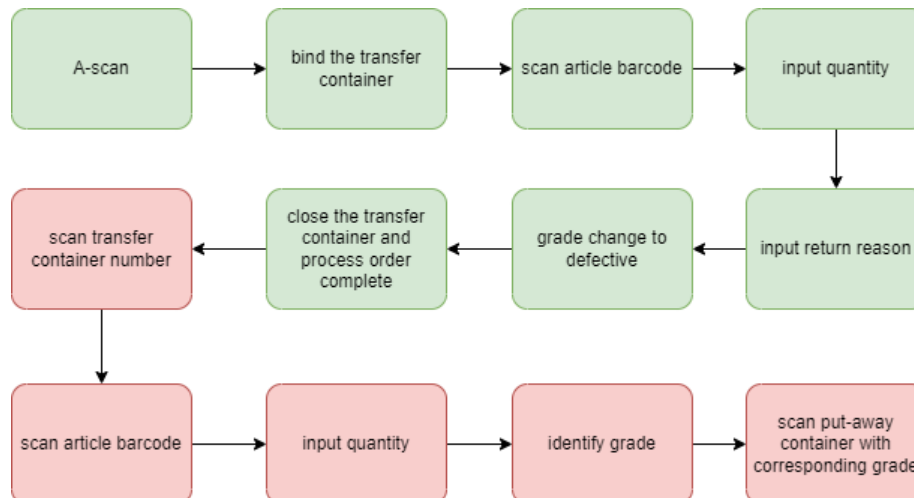 A-scan
bind the transfer
container
scan article barcode
input quantity
input return reason
grade change to
defective
close the transfer
container and
process order
complete
scan transfer
container number
scan article barcode
input quantity
identify grade
scan put-away
container with
corresponding grade